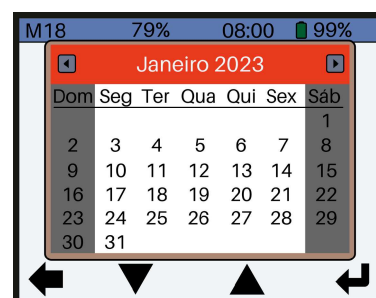 M18 79% 08:00 99%
Janeiro 2023
Dom Seg Ter Qua Qui Sex Sáb
1
2 3 4 5 6 7 8
9 10 11 12 13 14 15
16 17 18 19 20 21 22
23 24 25 26 27 28 29
30 31